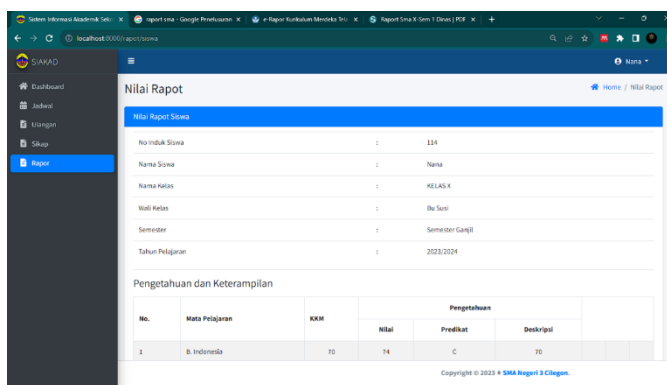 Sistem Informasi Akademik Sekol
raport sma - Google Penelusuran
e-Rapor Kurikulum Merdeka Tela
Raport Sma X-Sem 1 Dinas | PDF
localhost:8000/rapot/siswa
SIAKAD
Nana
Dashboard
Jadwal
Ulangan
Sikap
Rapor
Nilai Rapot
Home / Nilai Rapot
Nilai Rapot Siswa
No Induk Siswa : 114
Nama Siswa : Nana
Nama Kelas : KELAS X
Wali Kelas : Bu Susi
Semester : Semester Ganjil
Tahun Pelajaran : 2023/2024
Pengetahuan dan Keterampilan
No. Mata Pelajaran KKM Pengetahuan
Nilai Predikat Deskripsi
1 B. Indonesia 70 74 C 70
Copyright © 2023 SMA Negeri 3 Cilegon.